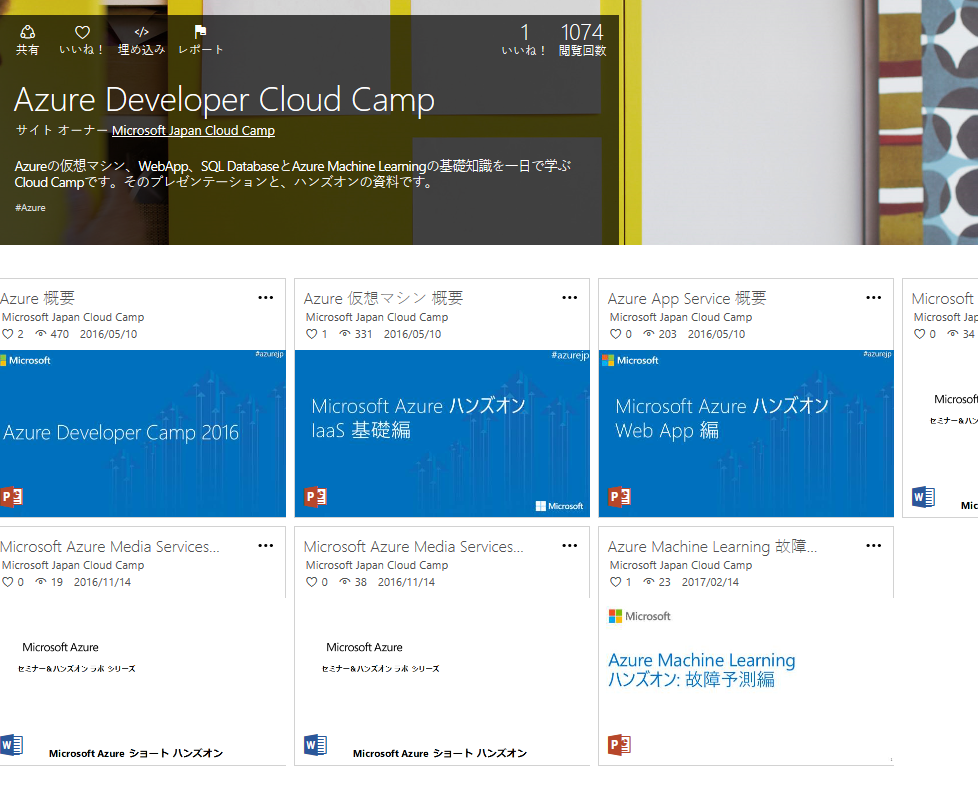 共有
いいね！
埋め込み
レポート
1
いいね！
1074
閲覧回数
Azure Developer Cloud Camp
サイト オーナー Microsoft Japan Cloud Camp
Azureの仮想マシン、WebApp、SQL DatabaseとAzure Machine Learningの基礎知識を一日で学ぶ
Cloud Campです。そのプレゼンテーションと、ハンズオンの資料です。
#Azure
Azure 概要
Microsoft Japan Cloud Camp
2 470 2016/05/10
#azurejp
Microsoft
Azure Developer Camp 2016
Azure 仮想マシン 概要
Microsoft Japan Cloud Camp
1 331 2016/05/10
#azurejp
Microsoft Azure ハンズオン
IaaS 基礎編
Microsoft
Azure App Service 概要
Microsoft Japan Cloud Camp
0 203 2016/05/10
#azurejp
Microsoft
Microsoft Azure ハンズオン
Web App 編
Microsoft
Microsoft Jap
0 34
Microsoft
セミナー&ハン
Mic
Microsoft Azure Media Services...
Microsoft Japan Cloud Camp
0 19 2016/11/14
Microsoft Azure
セミナー&ハンズオン ラボ シリーズ
Microsoft Azure ショート ハンズオン
Microsoft Azure Media Services...
Microsoft Japan Cloud Camp
0 38 2016/11/14
Microsoft Azure
セミナー&ハンズオン ラボ シリーズ
Microsoft Azure ショート ハンズオン
Azure Machine Learning 故障...
Microsoft Japan Cloud Camp
1 23 2017/02/14
Microsoft
Azure Machine Learning
ハンズオン: 故障予測編